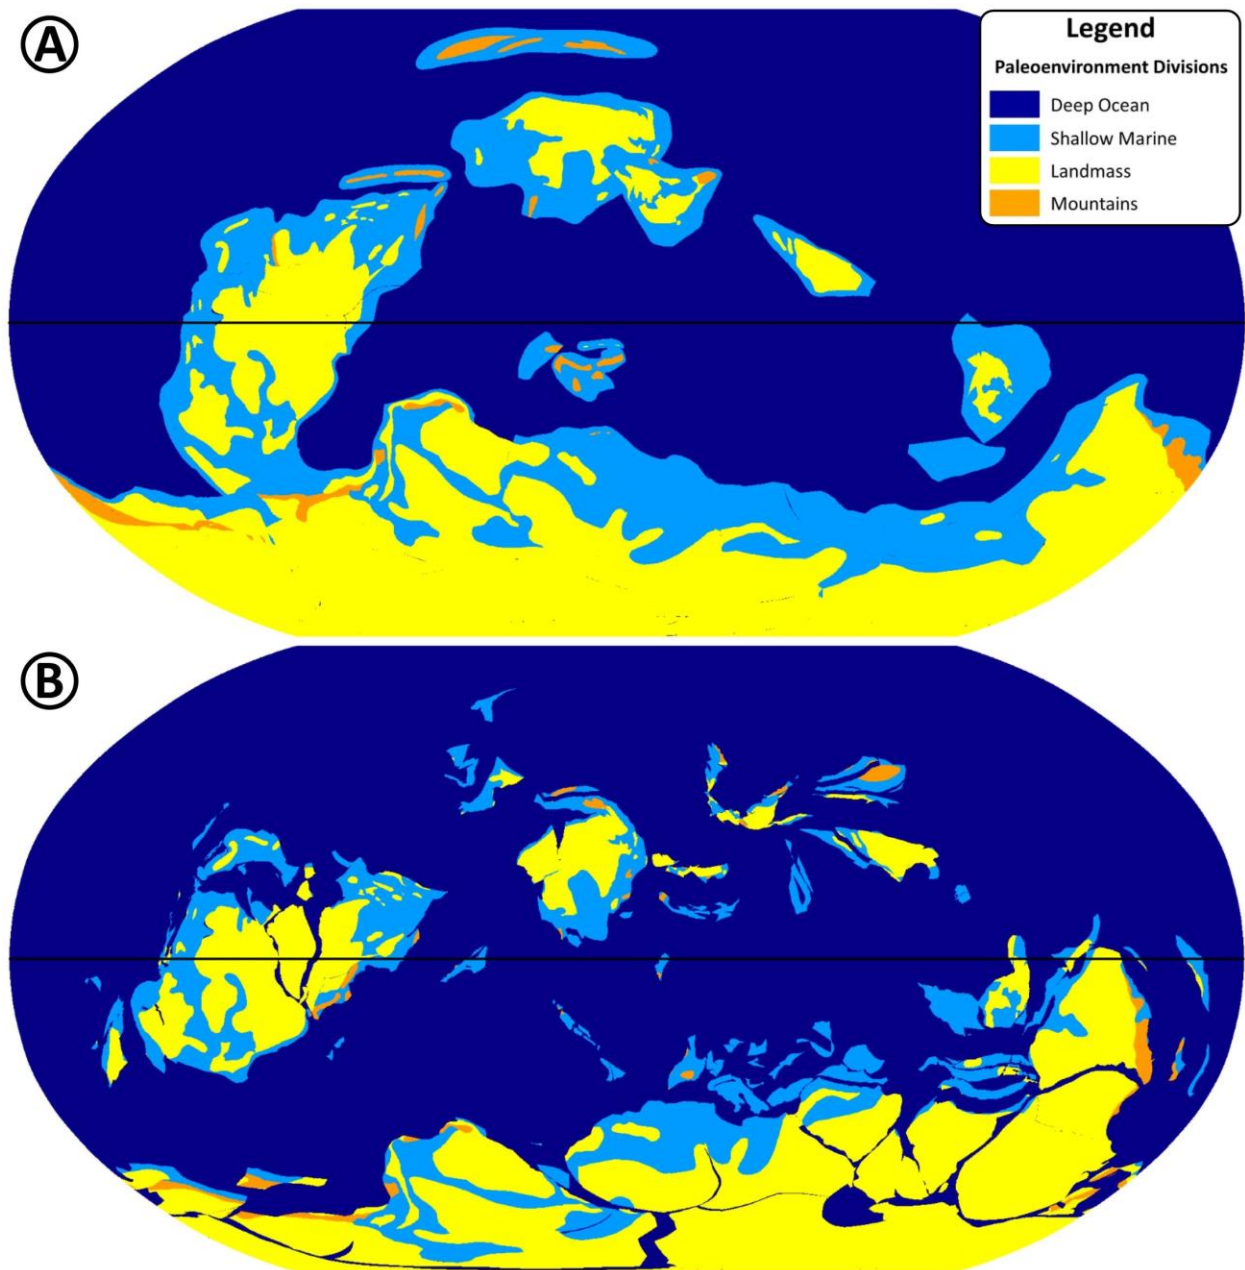 A
Legend
Paleoenvironment Divisions
Deep Ocean
Shallow Marine
Landmass
Mountains
B